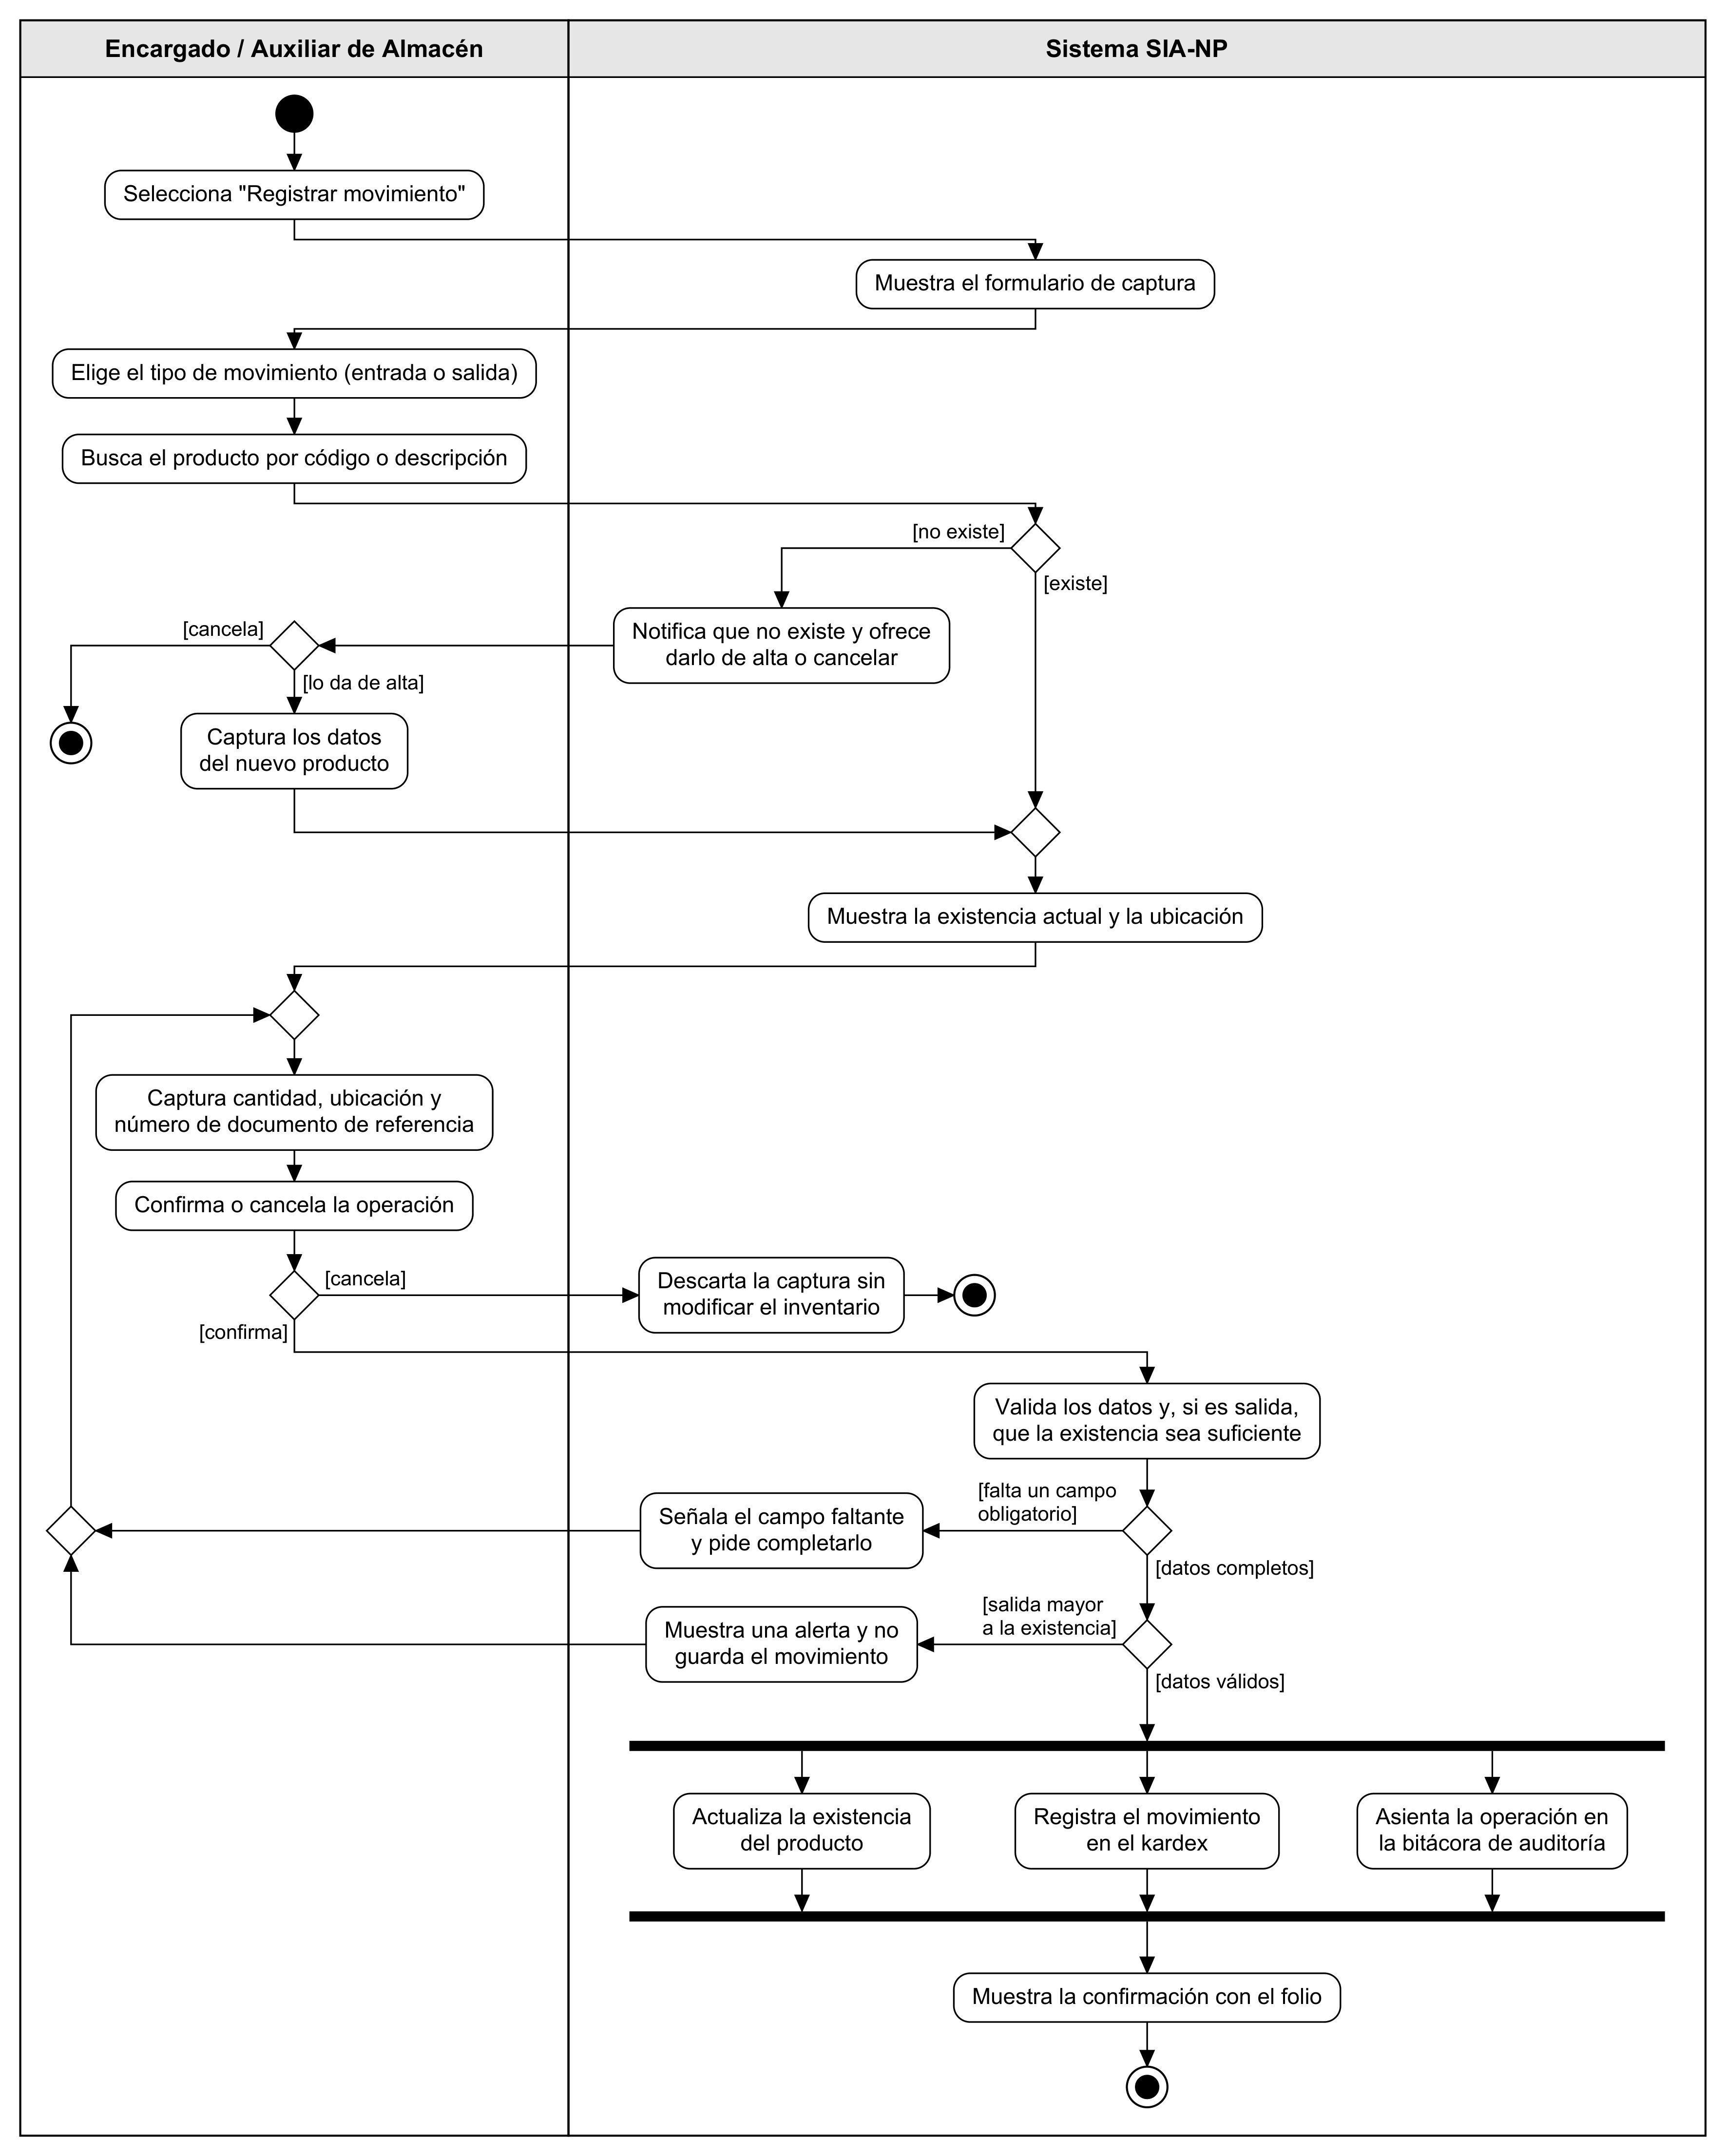 Encargado / Auxiliar de Almacén
Sistema SIA-NP
Selecciona "Registrar movimiento"
Muestra el formulario de captura
Elige el tipo de movimiento (entrada o salida)
Busca el producto por código o descripción
[no existe]
[existe]
Notifica que no existe y ofrece
darlo de alta o cancelar
[cancela]
[lo da de alta]
Captura los datos
del nuevo producto
Muestra la existencia actual y la ubicación
Captura cantidad, ubicación y
número de documento de referencia
Confirma o cancela la operación
[cancela]
Descarta la captura sin
modificar el inventario
[confirma]
Valida los datos y, si es salida,
que la existencia sea suficiente
[falta un campo
obligatorio]
Señala el campo faltante
y pide completarlo
[datos completos]
[salida mayor
a la existencia]
Muestra una alerta y no
guarda el movimiento
[datos válidos]
Actualiza la existencia
del producto
Registra el movimiento
en el kardex
Asienta la operación en
la bitácora de auditoría
Muestra la confirmación con el folio